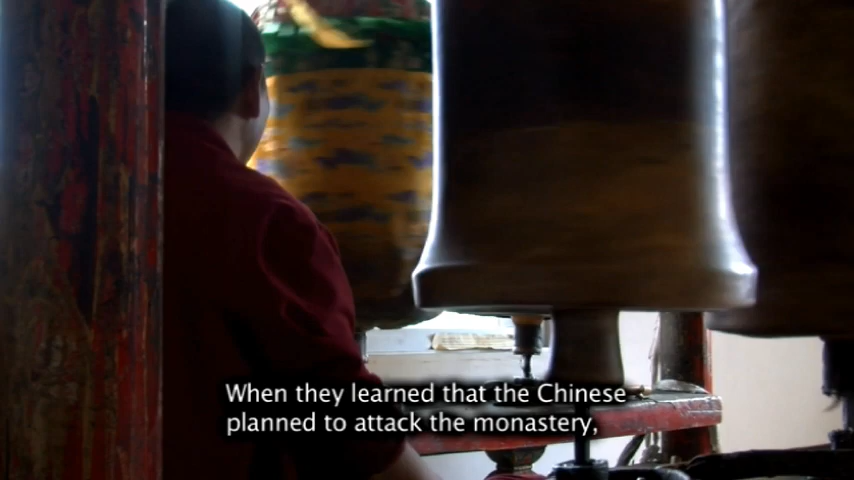 When they learned that the Chinese
planned to attack the monastery,